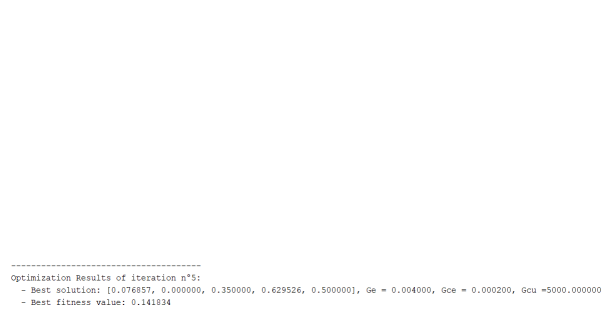 --------------------------------------
Optimization Results of iteration n°5:
- Best solution: [0.076857, 0.000000, 0.350000, 0.629526, 0.500000], Ge = 0.004000, Gce = 0.000200, Gcu =5000.000000
- Best fitness value: 0.141834